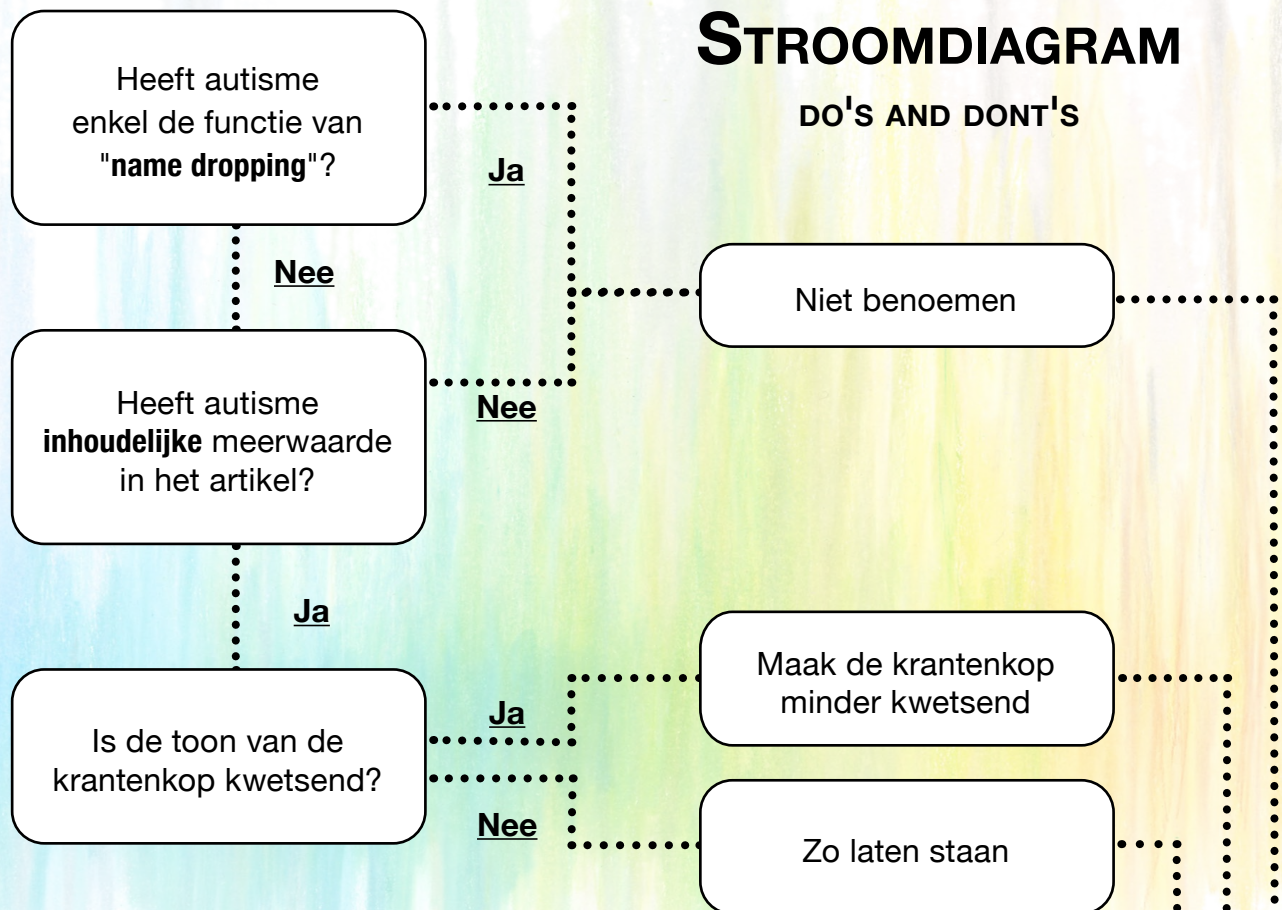 STROOMDIAGRAM
DO'S AND DONT'S
Heeft autisme
enkel de functie van
"name dropping"?
Ja
Nee
Niet benoemen
Heeft autisme
inhoudelijke meerwaarde
in het artikel?
Nee
Ja
Maak de krantenkop
minder kwetsend
Is de toon van de
krantenkop kwetsend?
Ja
Nee
Zo laten staan